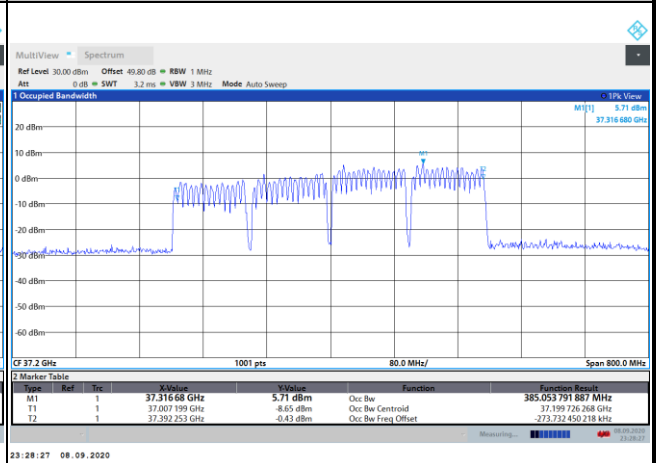 MultiView Spectrum
Ref Level 30.00 dBm Offset 49.80 dB RBW 1 MHz
Att 0 dB SWT 3.2 ms VBW 3 MHz Mode Auto Sweep
1 Occupied Bandwidth 1Pk View
M1[1] 5.71 dBm
37.316 680 GHz
20 dBm
10 dBm
0 dBm
-10 dBm
-20 dBm
-30 dBm
-40 dBm
-50 dBm
-60 dBm
M1
T2
CF 37.2 GHz 1001 pts 80.0 MHz/ Span 800.0 MHz
2 Marker Table
Type Ref Trc X-Value Y-Value Function Function Result
M1 1 37.316 68 GHz 5.71 dBm Occ Bw 385.053 791 887 MHz
T1 1 37.007 199 GHz -8.65 dBm Occ Bw Centroid 37.199 726 268 GHz
T2 1 37.392 253 GHz -0.43 dBm Occ Bw Freq Offset -273.732 450 218 kHz
Measuring... 08.09.2020
23:28:27
23:28:27 08.09.2020